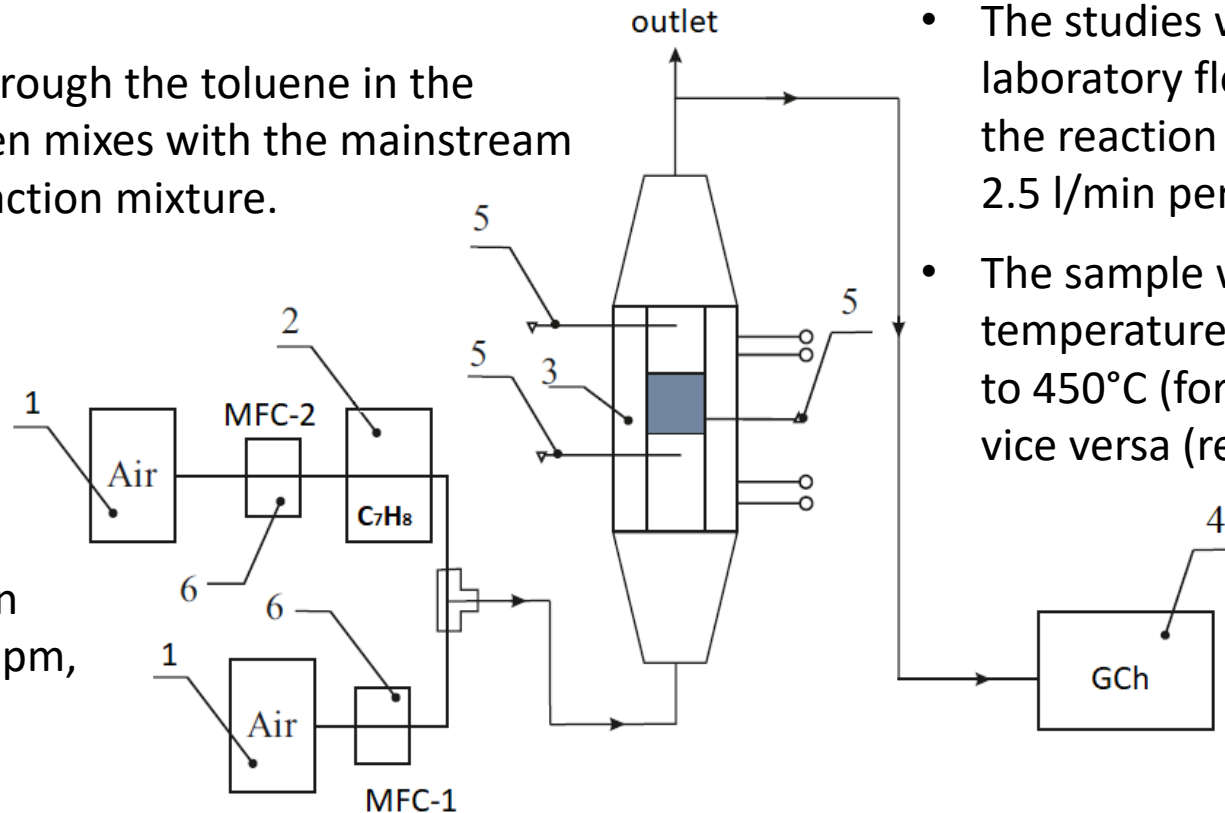 rough the toluene in the
en mixes with the mainstream
action mixture.
n
pm,
outlet
5
5
3
5
2
MFC-2
1
Air
C₇H₈
6
6
1
Air
MFC-1
• The studies w
laboratory flo
the reaction
2.5 l/min per
• The sample w
temperature
to 450°C (for
vice versa (re
4
GCh